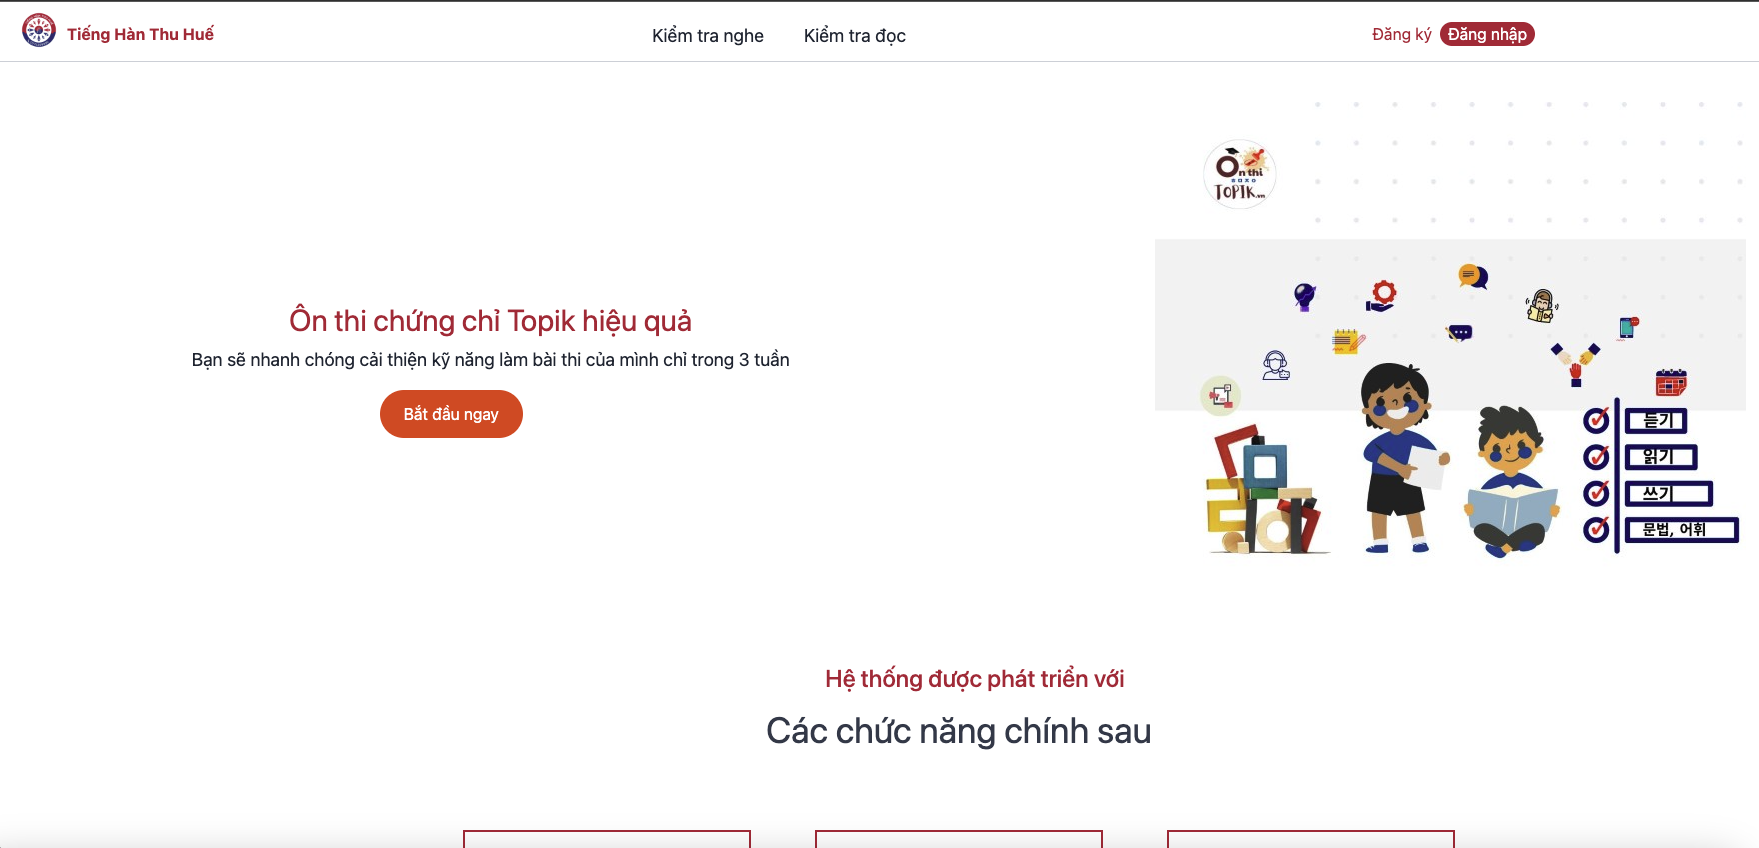 Tiếng Hàn Thu Huế
Kiểm tra nghe
Kiểm tra đọc
Đăng ký
Đăng nhập
Ôn thi
TOPIK.vn
Ôn thi chứng chỉ Topik hiệu quả
Bạn sẽ nhanh chóng cải thiện kỹ năng làm bài thi của mình chỉ trong 3 tuần
Bắt đầu ngay
듣기
읽기
쓰기
문법, 어휘
Hệ thống được phát triển với
Các chức năng chính sau